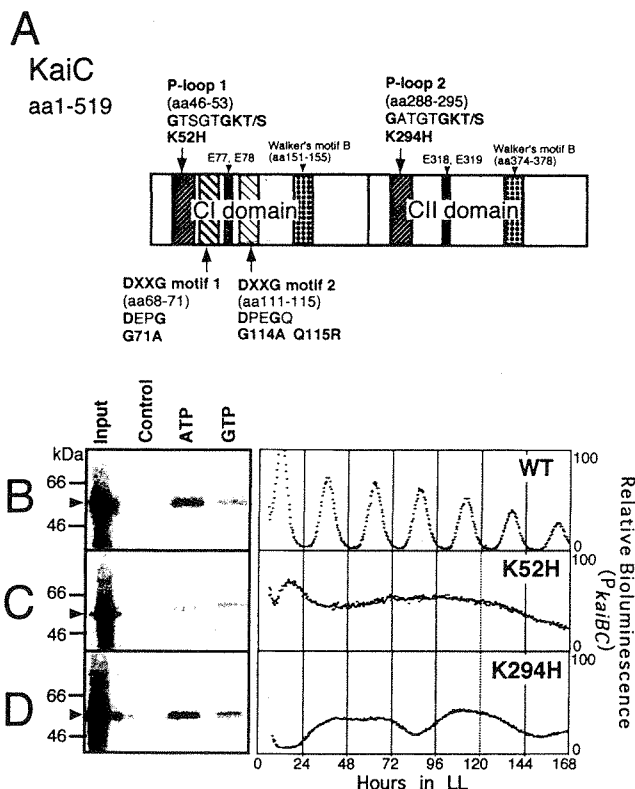 A
KaiC
aa1-519
P-loop 1
(aa46-53)
GTSGTGKT/S
K52H
E77, E78
Walker's motif B
(aa151-155)
P-loop 2
(aa288-295)
GATGTGKT/S
K294H
E318, E319
Walker's motif B
(aa374-378)
CI domain
CII domain
DXXG motif 1
(aa68-71)
DEPG
G71A
DXXG motif 2
(aa111-115)
DPEGQ
G114A Q115R
Input
Control
ATP
GTP
kDa
B
66
46
WT
100
0
C
66
46
K52H
100
0
D
66
46
K294H
100
0
0 24 48 72 96 120 144 168
Hours in LL
Relative Bioluminescence
(PkaiBC)